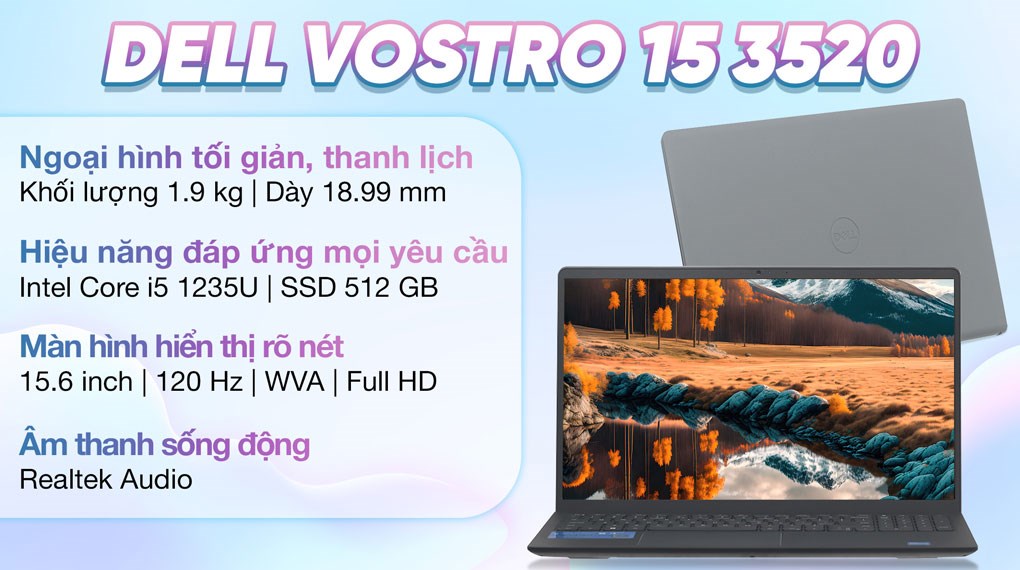 DELL VOSTRO 15 3520
Ngoại hình tối giản, thanh lịch
Khối lượng 1.9 kg | Dày 18.99 mm
Hiệu năng đáp ứng mọi yêu cầu
Intel Core i5 1235U | SSD 512 GB
Màn hình hiển thị rõ nét
15.6 inch | 120 Hz | WVA | Full HD
Âm thanh sống động
Realtek Audio
DELL